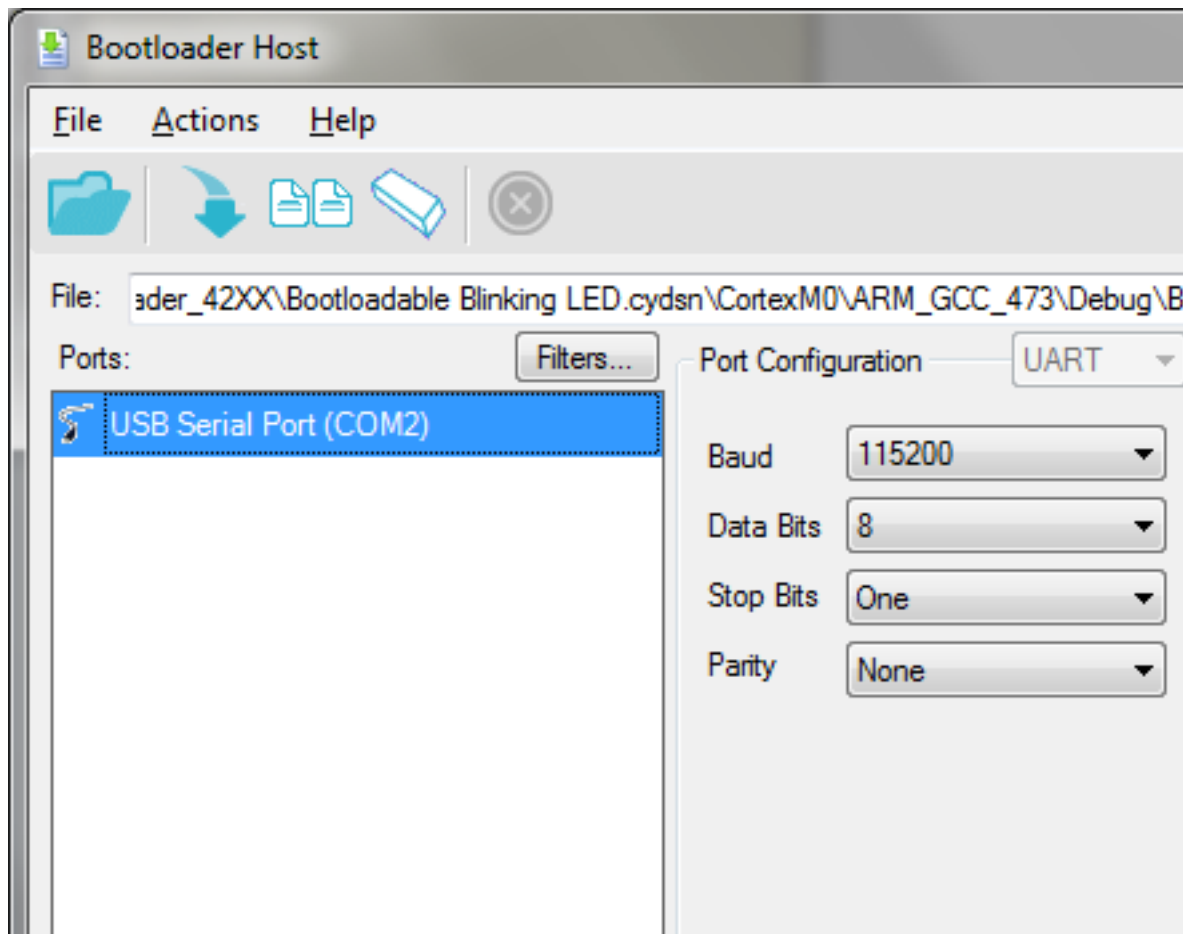 Bootloader Host
File Actions Help
File: ader_42XX\Bootloadable Blinking LED.cydsn\CortexM0\ARM_GCC_473\Debug\B
Ports: Filters... Port Configuration UART
USB Serial Port (COM2)
Baud 115200
Data Bits 8
Stop Bits One
Parity None